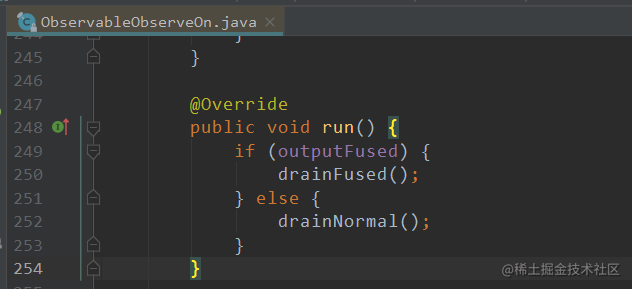 ObservableObserveOn.java
244 }
245 }
246
247 @Override
248 public void run() {
249 if (outputFused) {
250 drainFused();
251 } else {
252 drainNormal();
253 }
254 }
@稀土掘金技术社区